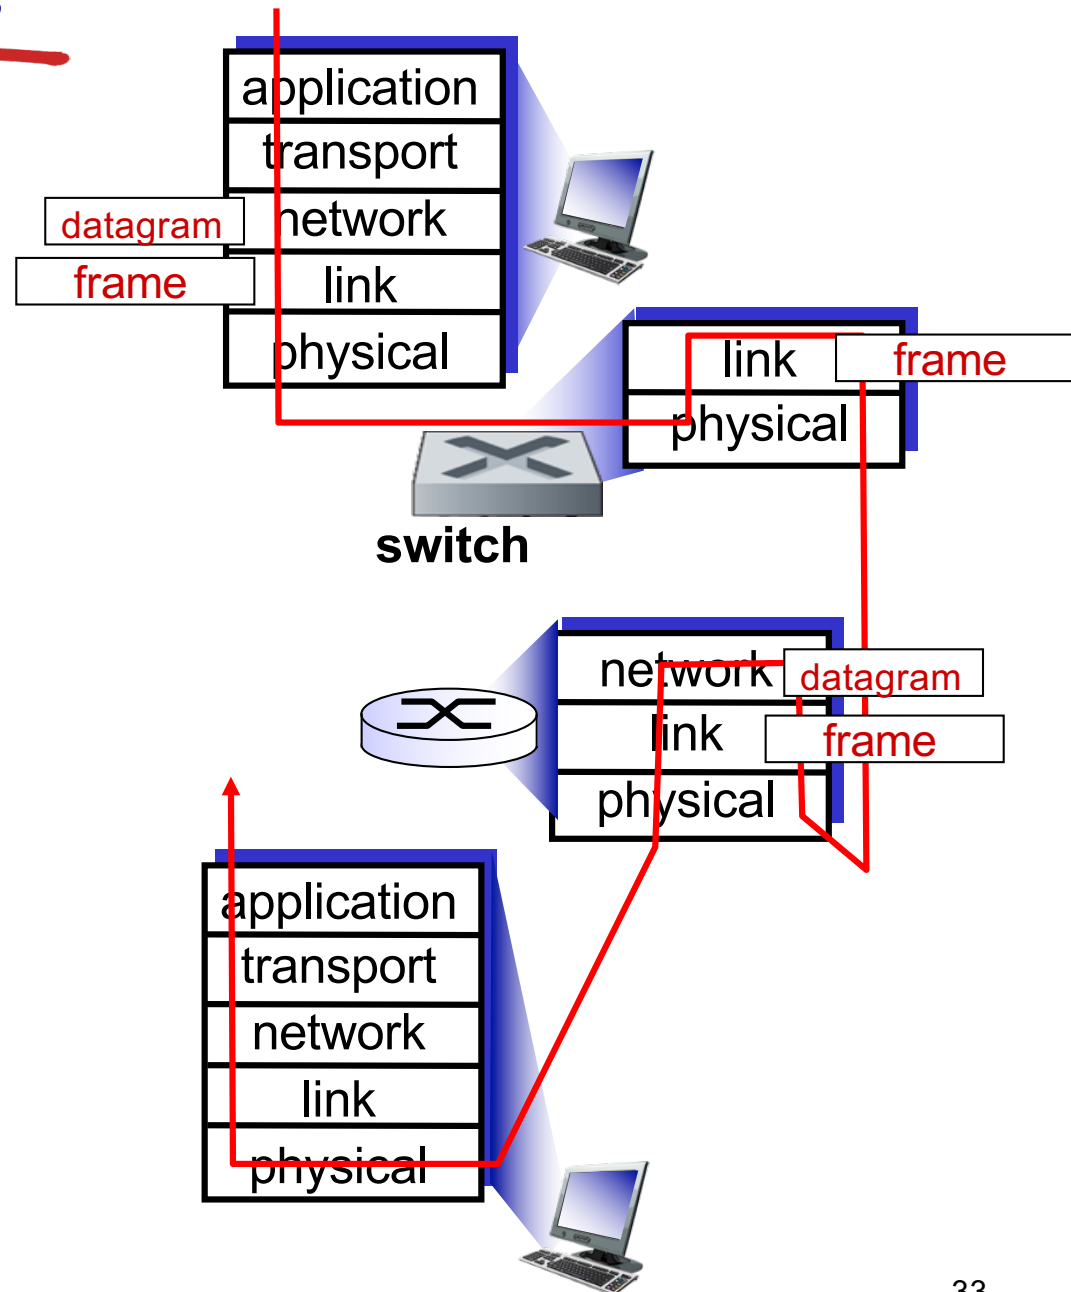 application
transport
datagram
network
frame
link
physical
link
frame
physical
switch
network
datagram
link
frame
physical
application
transport
network
link
physical
33